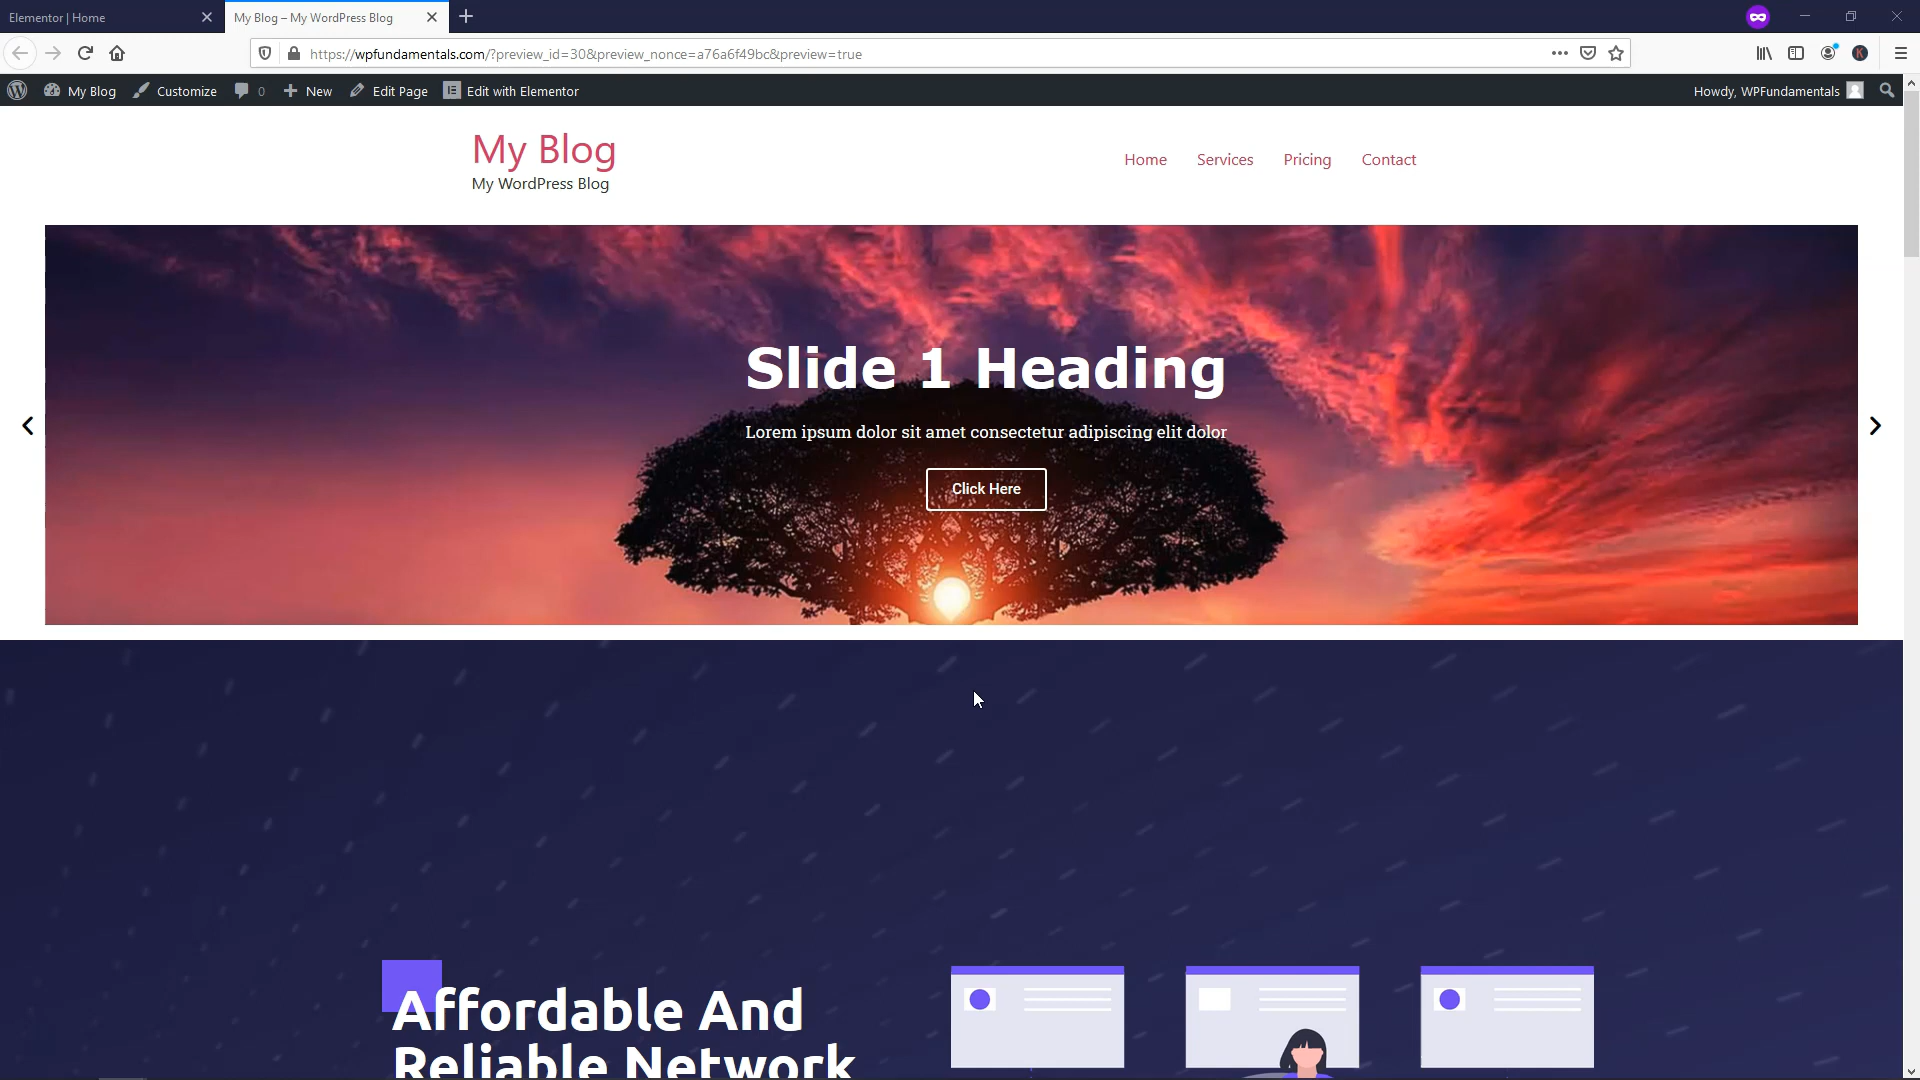 Elementor | Home
My Blog – My WordPress Blog
https://wpfundamentals.com/?preview_id=30&preview_nonce=a76a6f49bc&preview=true
My Blog
Customize
0
New
Edit Page
Edit with Elementor
Howdy, WPFundamentals
My Blog
My WordPress Blog
Home
Services
Pricing
Contact
Slide 1 Heading
Lorem ipsum dolor sit amet consectetur adipiscing elit dolor
Click Here
Affordable And
Reliable Network